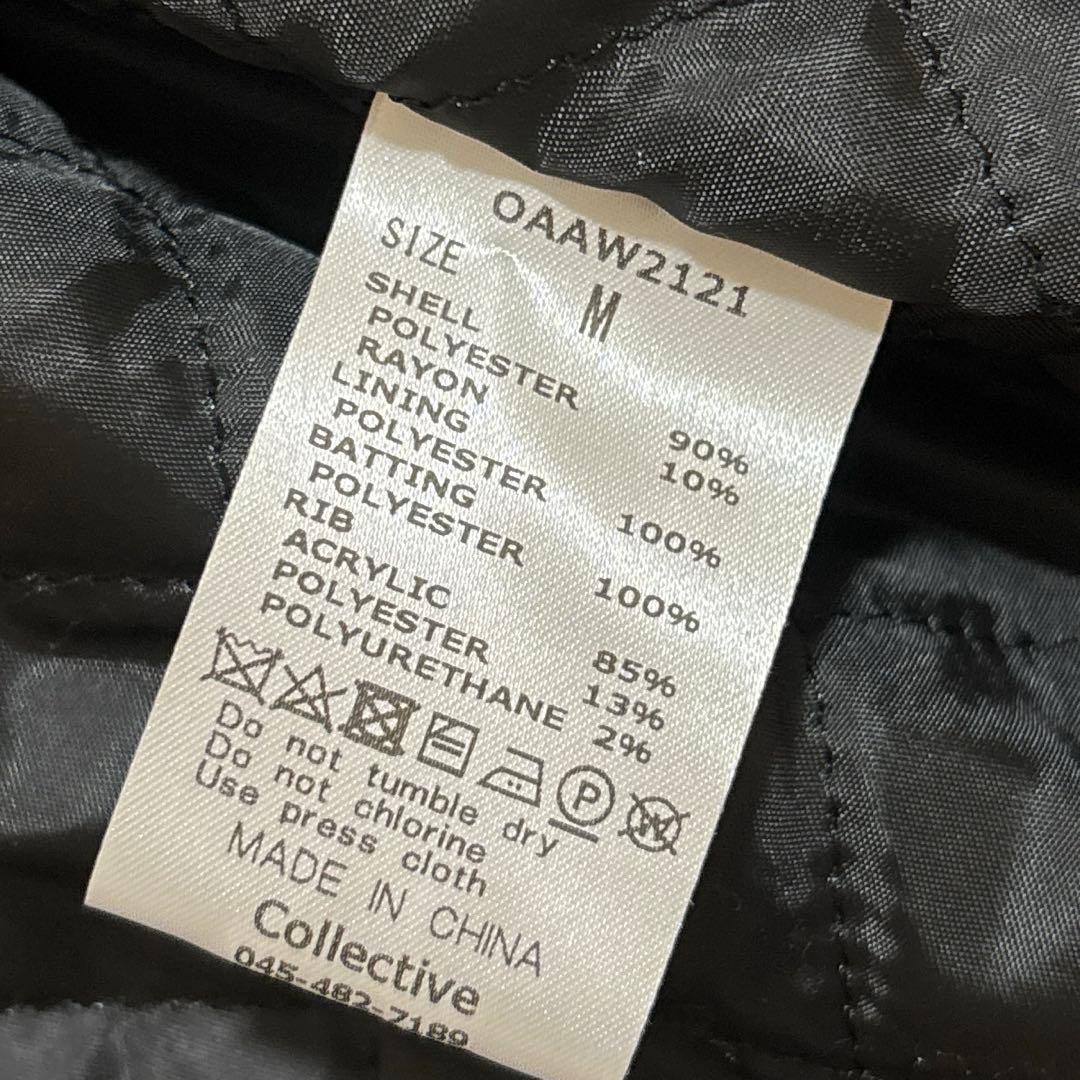 OAAW2121
SIZE M
SHELL
POLYESTER 90%
RAYON 10%
LINING
POLYESTER 100%
BATTING
POLYESTER 100%
RIB
ACRYLIC 85%
POLYESTER 13%
POLYURETHANE 2%
P W
Do not tumble dry
Do not chlorine
Use press cloth
MADE IN CHINA
Collective
045-482-7189